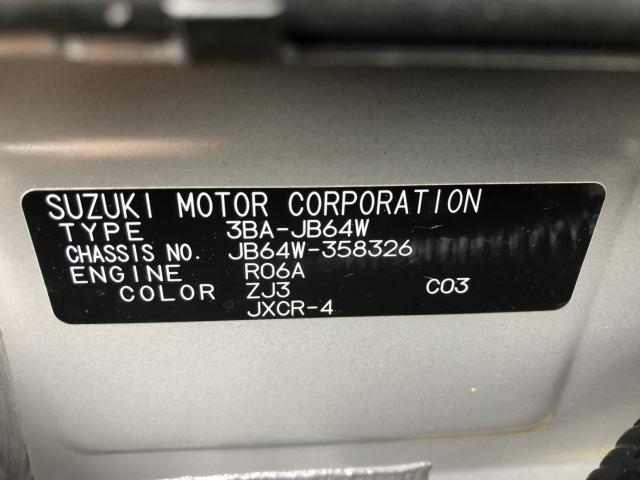 SUZUKI MOTOR CORPORATION
TYPE 3BA-JB64W
CHASSIS NO. JB64W-358326
ENGINE R06A
COLOR ZJ3 C03
JXCR-4